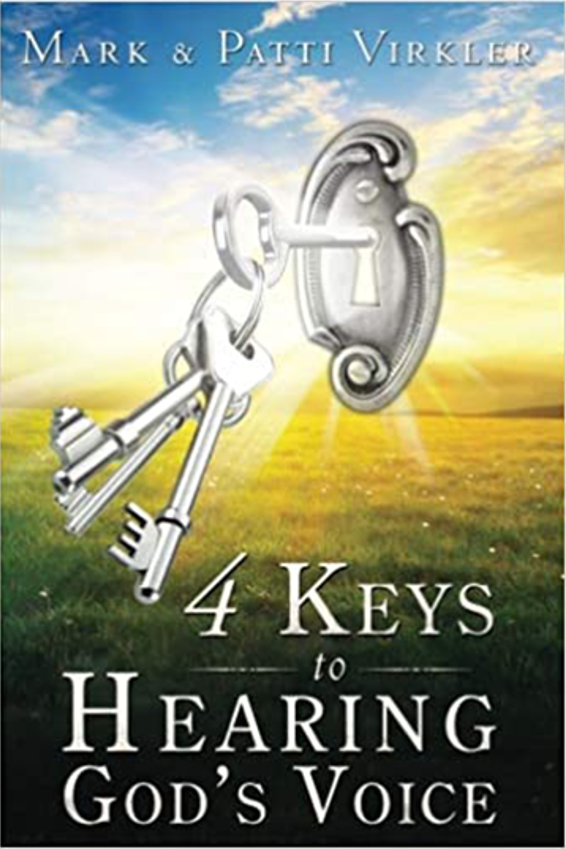 MARK & PATTI VIRKLER
4 KEYS
to
HEARING
GOD'S VOICE